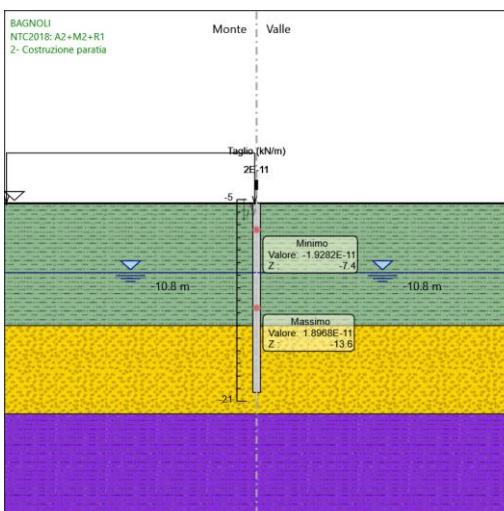 BAGNOLI
NTC2018: A2+M2+R1
2- Costruzione paratia
Monte Valle
Taglio (kN/m)
2E-11
-5
Minimo
Valore: -1.9282E-11
Z : -7.4
-10.8 m
-10.8 m
Massimo
Valore: 1.8968E-11
Z : -13.6
-21